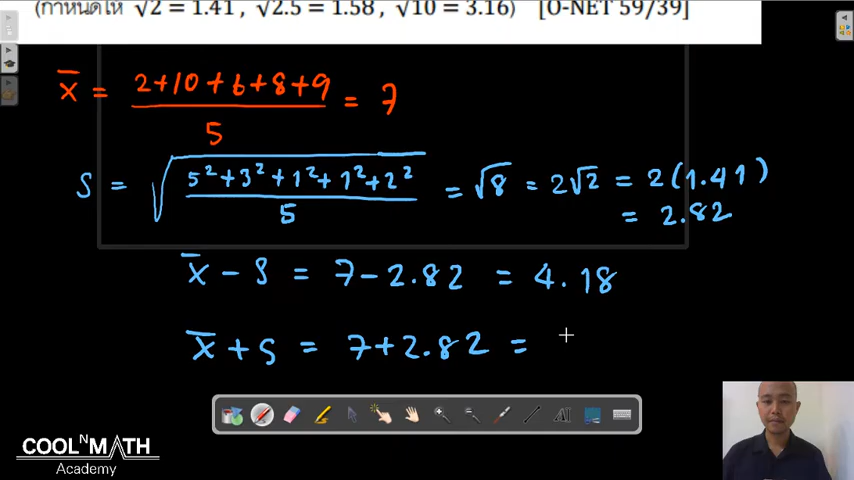 (กำหนดให้ √2 = 1.41 , √2.5 = 1.58 , √10 = 3.16) [O-NET 59/39]
x̄ = (2+10+6+8+9)/5 = 7
S = √((5²+3²+1²+1²+2²)/5) = √8 = 2√2 = 2(1.41)
= 2.82
x̄ - S = 7-2.82 = 4.18
x̄ + S = 7+2.82 =
COOL N MATH
Academy